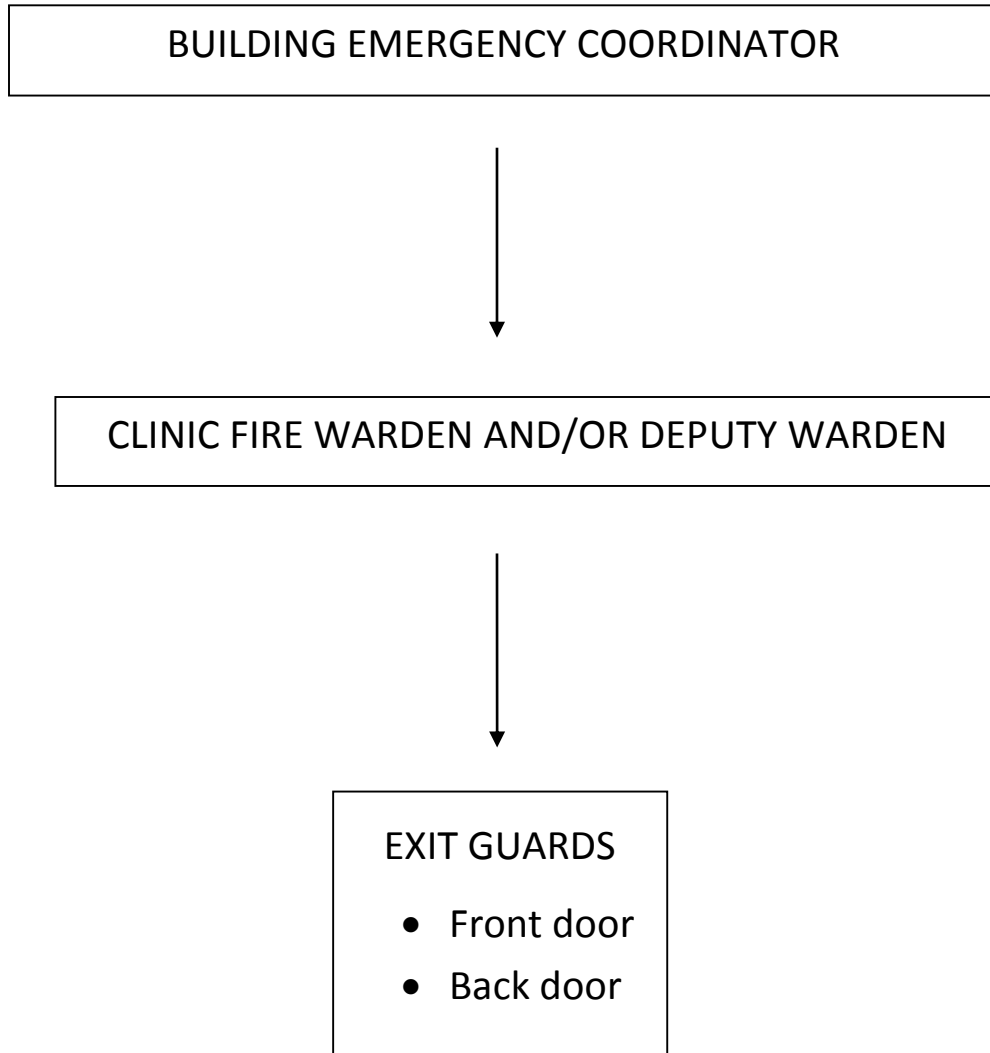 BUILDING EMERGENCY COORDINATOR
CLINIC FIRE WARDEN AND/OR DEPUTY WARDEN
EXIT GUARDS
• Front door
• Back door